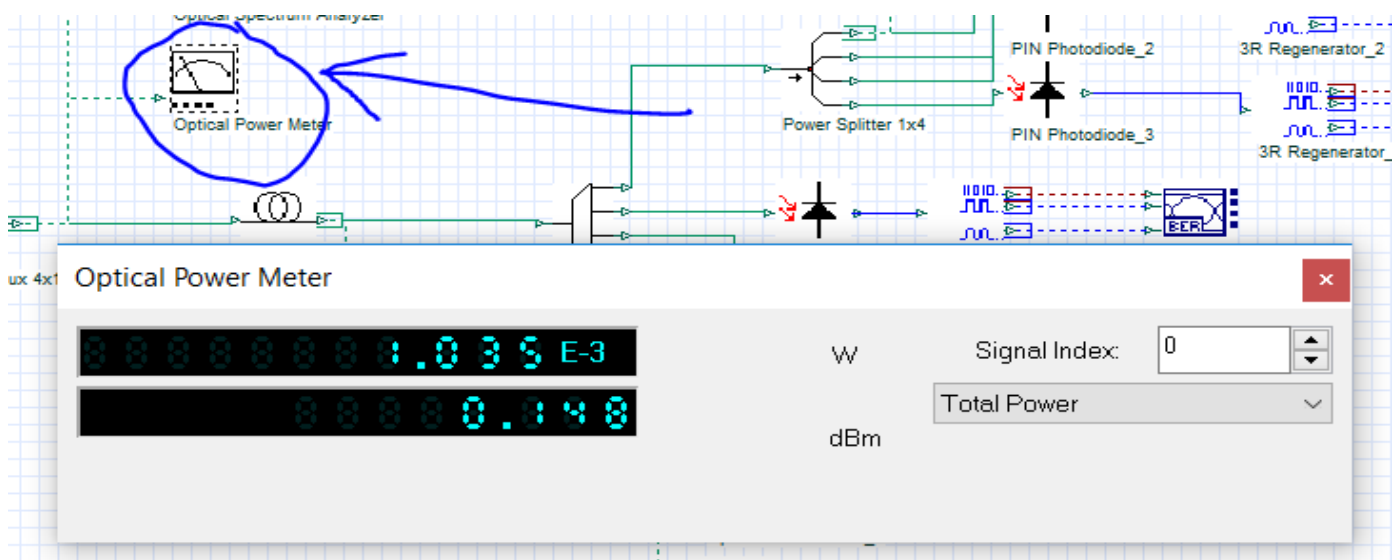 Optical Spectrum Analyzer
PIN Photodiode_2
3R Regenerator_2
Optical Power Meter
Power Splitter 1x4
PIN Photodiode_3
3R Regenerator_
BER
ux 4x1
Optical Power Meter
x
1.035 E-3
W
Signal Index:
0
Total Power
0.148
dBm